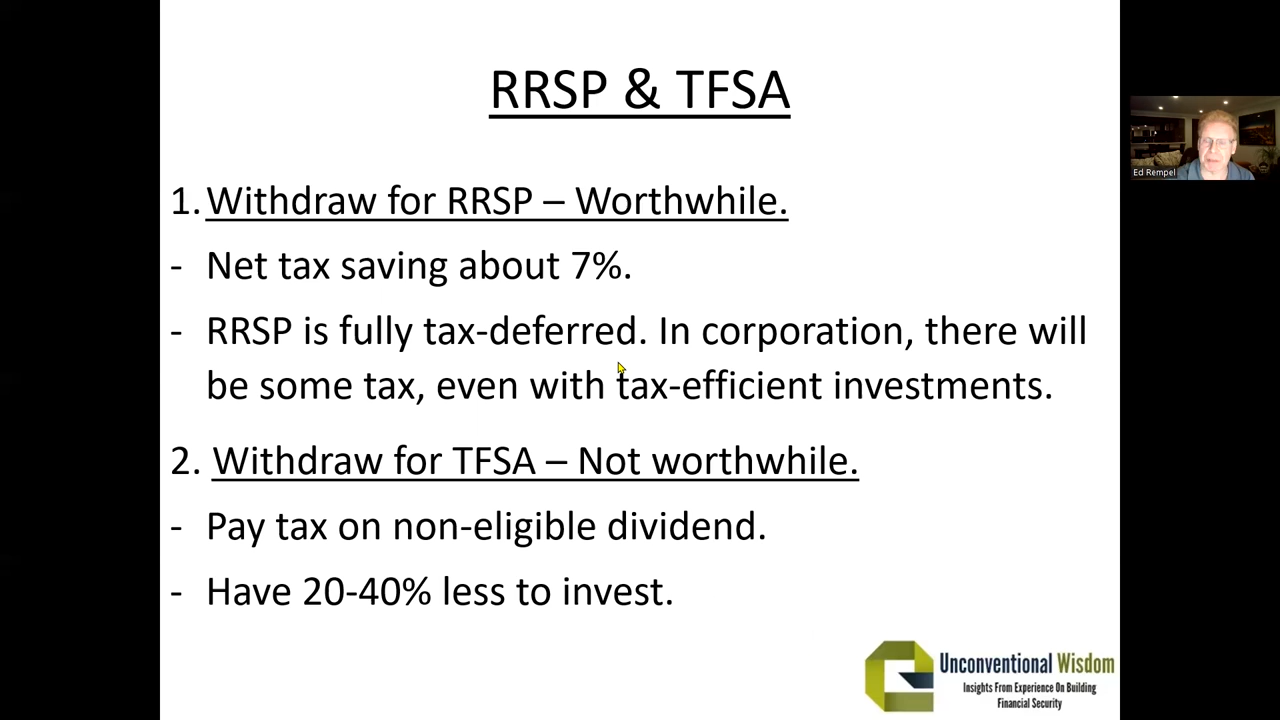 RRSP & TFSA
1. Withdraw for RRSP – Worthwhile.
- Net tax saving about 7%.
- RRSP is fully tax-deferred. In corporation, there will
be some tax, even with tax-efficient investments.
2. Withdraw for TFSA – Not worthwhile.
- Pay tax on non-eligible dividend.
- Have 20-40% less to invest.
Ed Rempel
Unconventional Wisdom
Insights From Experience On Building
Financial Security